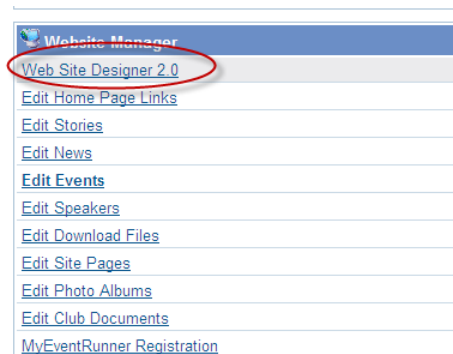 Website Manager
Web Site Designer 2.0
Edit Home Page Links
Edit Stories
Edit News
Edit Events
Edit Speakers
Edit Download Files
Edit Site Pages
Edit Photo Albums
Edit Club Documents
MyEventRunner Registration